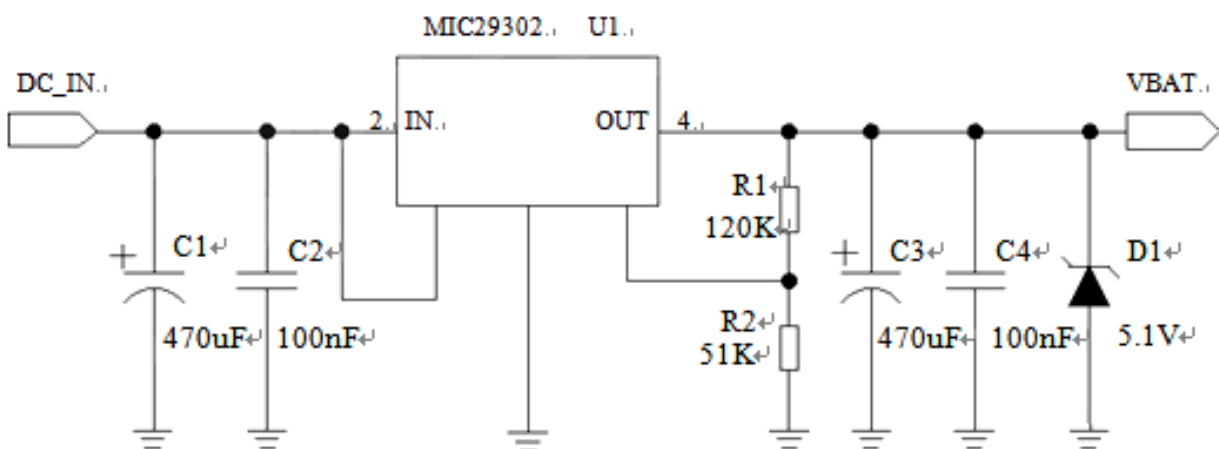 MIC29302 U1
DC_IN
VBAT
2 IN
OUT 4
R1
120K
C1
C2
C3
C4
D1
R2
51K
470uF
100nF
470uF
100nF
5.1V